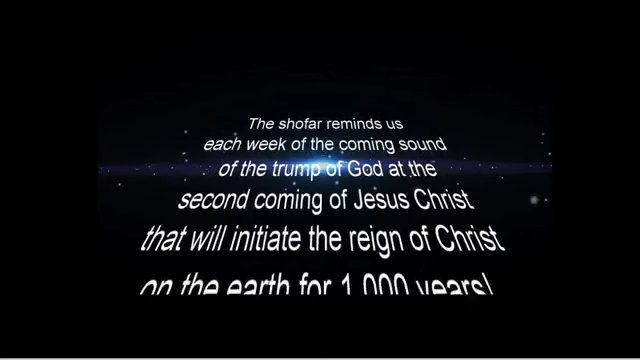 The shofar reminds us
each week of the coming sound
of the trump of God at the
second coming of Jesus Christ
that will initiate the reign of Christ
on the earth for 1,000 years!